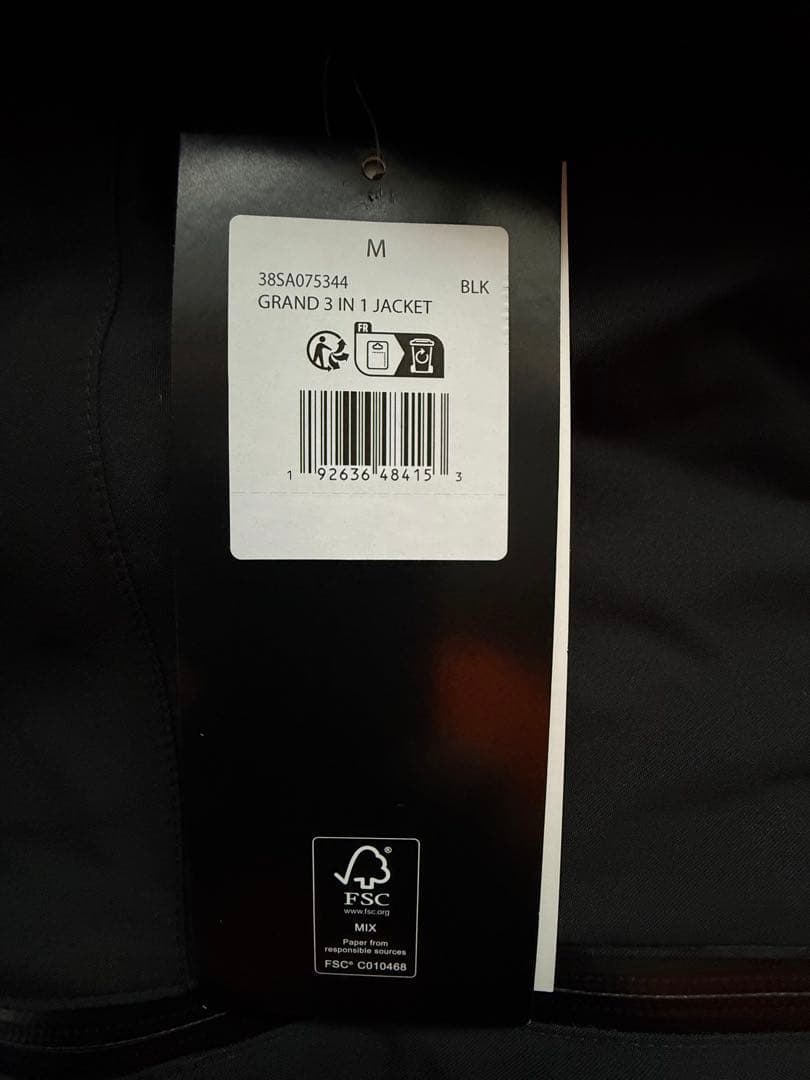 M
38SA075344 BLK
GRAND 3 IN 1 JACKET
FR
1 92636 48415 3
®
FSC
www.fsc.org
MIX
Paper from
responsible sources
FSC® C010468